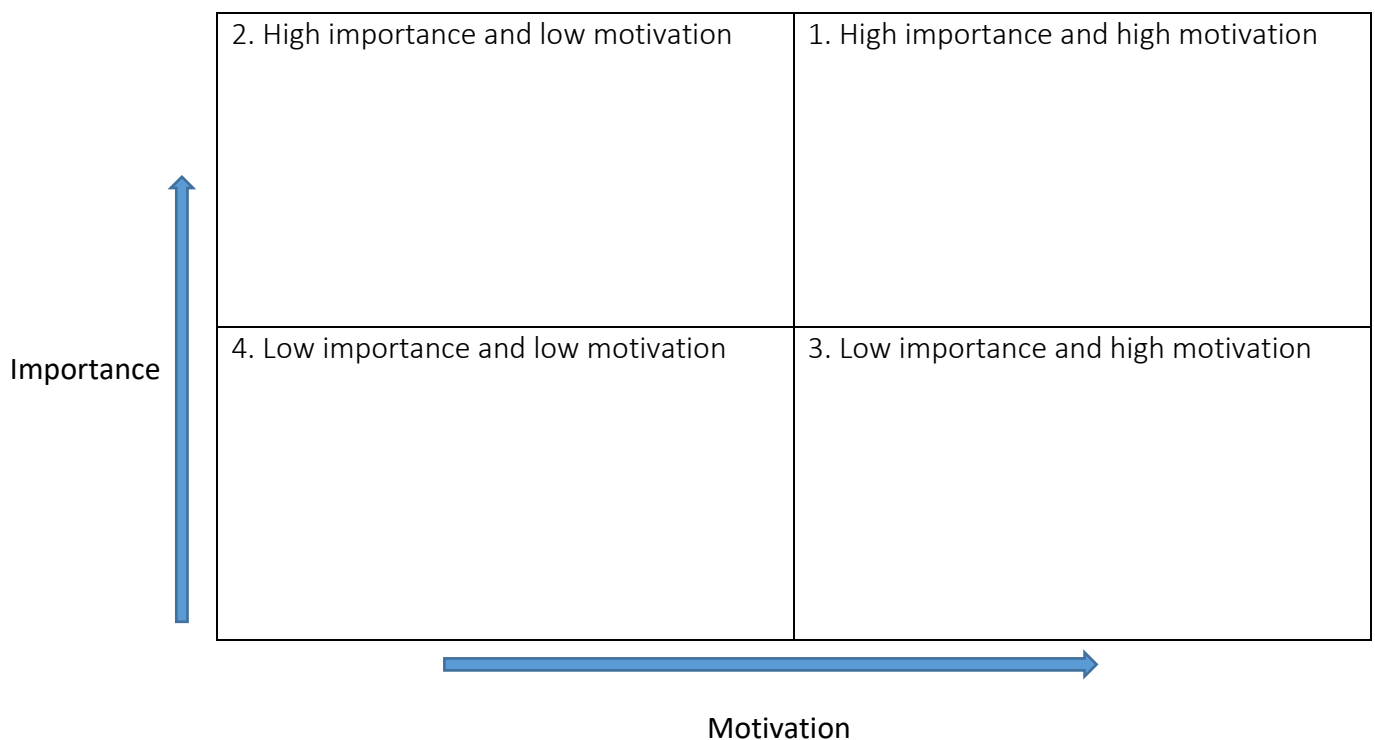 2. High importance and low motivation
1. High importance and high motivation
4. Low importance and low motivation
3. Low importance and high motivation
Importance
Motivation